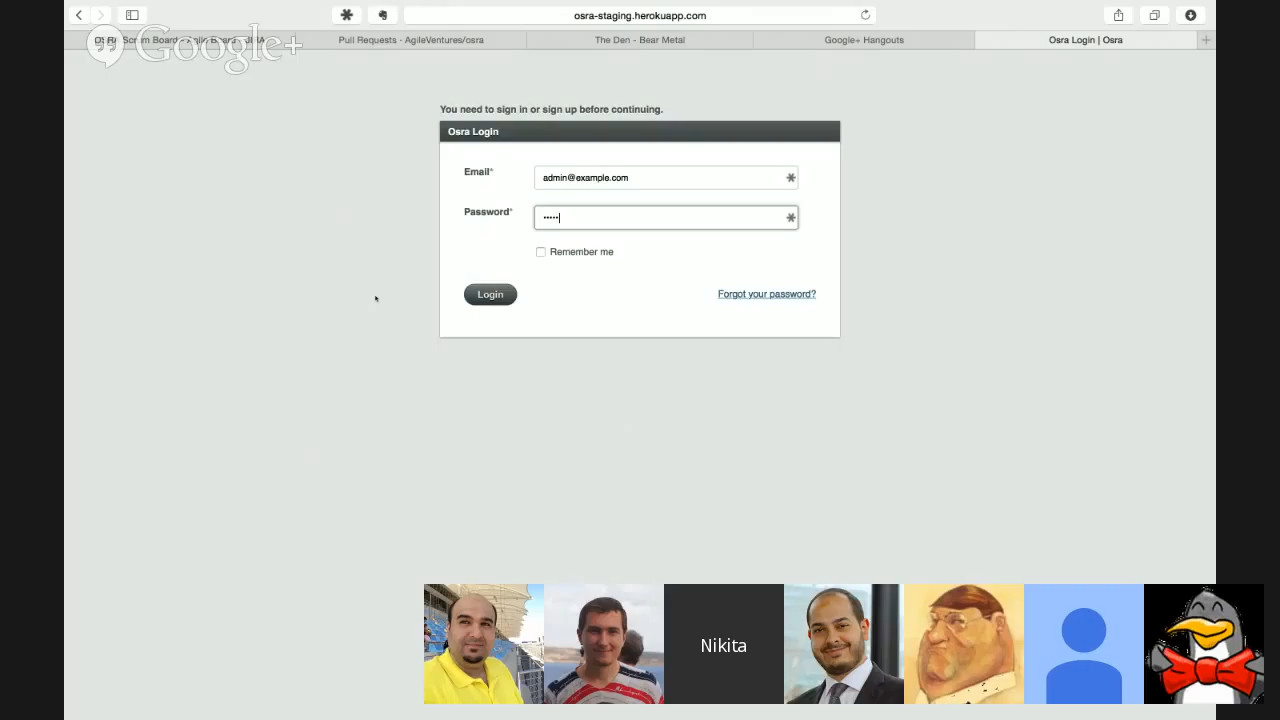 osra-staging.herokuapp.com
Pull Requests - AgileVentures/osra
The Den - Bear Metal
Google+ Hangouts
Osra Login | Osra
Google+
You need to sign in or sign up before continuing.
Osra Login
Email*
admin@example.com
Password*
•••••
Remember me
Login
Forgot your password?
Nikita